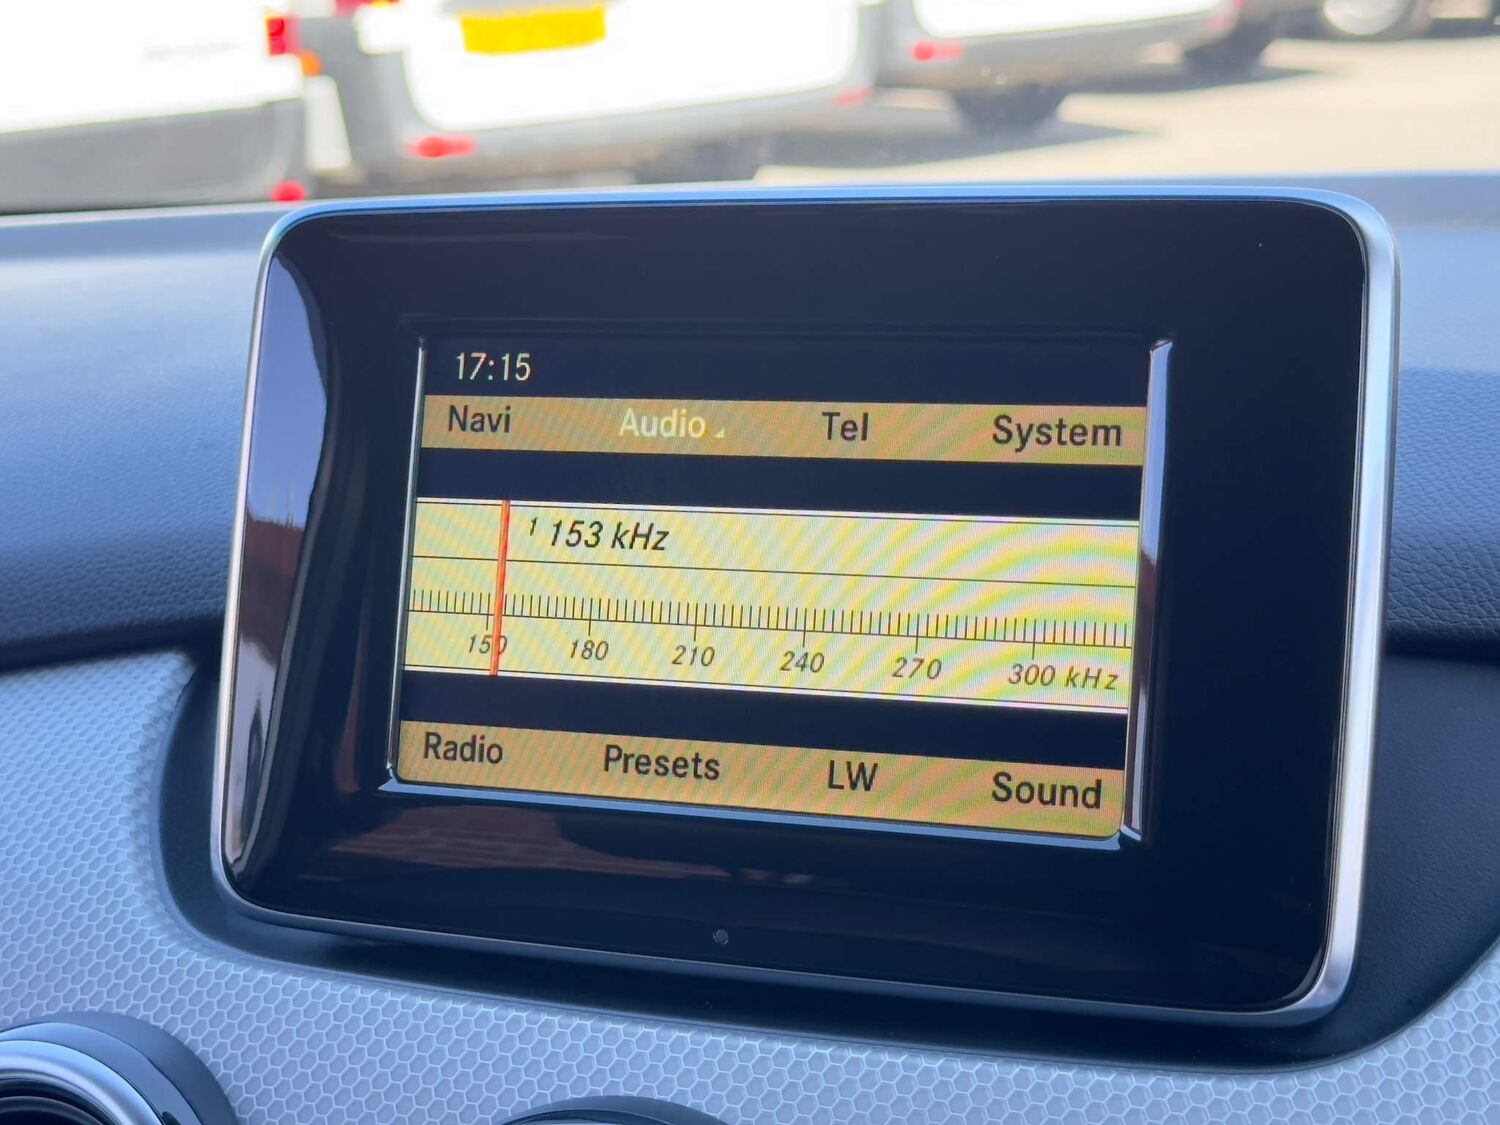 17:15
Navi Audio Tel System
1 153 kHz
150 180 210 240 270 300 kHz
Radio Presets LW Sound